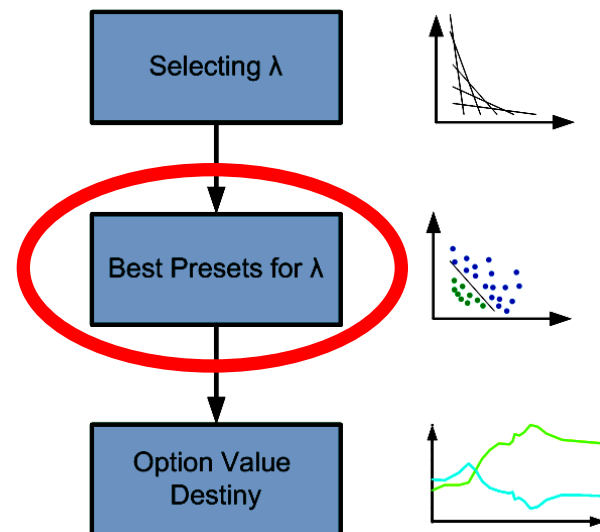 Selecting λ
Best Presets for λ
Option Value
Destiny